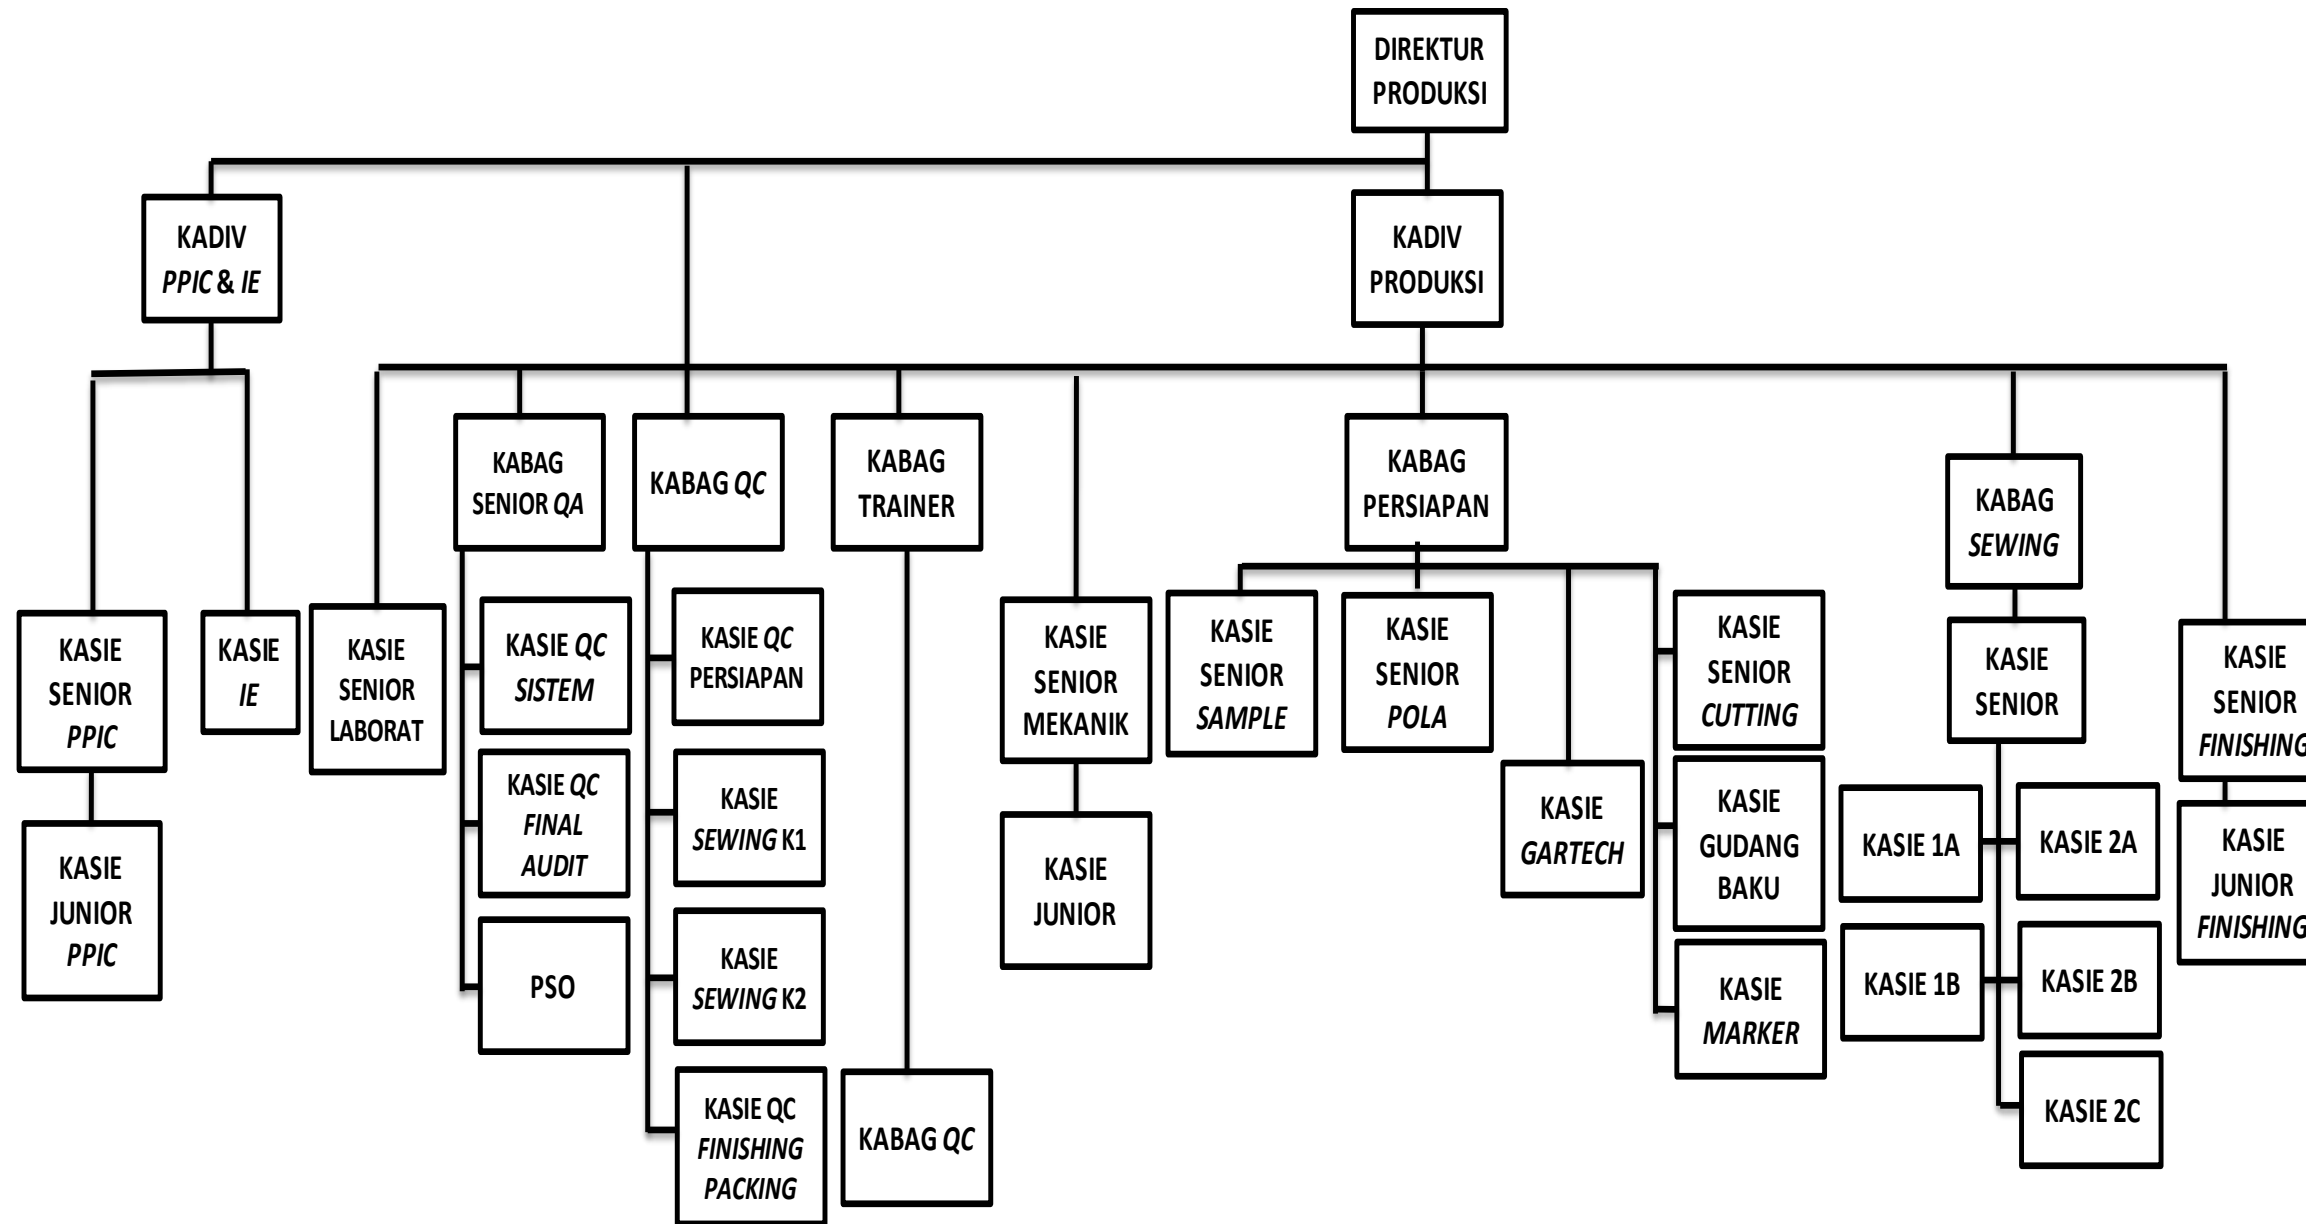 DIREKTUR
PRODUKSI
KADIV
PPIC & IE
KADIV
PRODUKSI
KABAG
SENIOR QA
KABAG QC
KABAG
TRAINER
KABAG
PERSIAPAN
KABAG
SEWING
KASIE
SENIOR
PPIC
KASIE
IE
KASIE
SENIOR
LABORAT
KASIE QC
SISTEM
KASIE QC
PERSIAPAN
KASIE
SENIOR
MEKANIK
KASIE
SENIOR
SAMPLE
KASIE
SENIOR
POLA
KASIE
SENIOR
CUTTING
KASIE
SENIOR
KASIE
SENIOR
FINISHING
KASIE
JUNIOR
PPIC
KASIE QC
FINAL
AUDIT
KASIE
SEWING K1
KASIE
JUNIOR
KASIE
GARTECH
KASIE
GUDANG
BAKU
KASIE 1A
KASIE 2A
KASIE
JUNIOR
FINISHING
PSO
KASIE
SEWING K2
KASIE
MARKER
KASIE 1B
KASIE 2B
KASIE QC
FINISHING
PACKING
KABAG QC
KASIE 2C